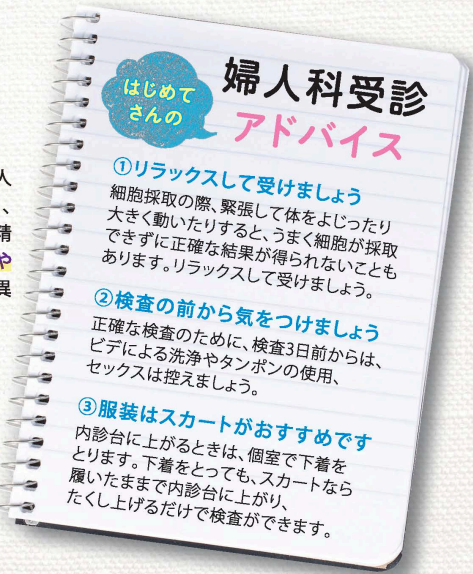 はじめて
さんの
婦人科受診
アドバイス
①リラックスして受けましょう
細胞採取の際、緊張して体をよじったり
大きく動いたりすると、うまく細胞が採取
できずに正確な結果が得られないことも
あります。リラックスして受けましょう。
②検査の前から気をつけましょう
正確な検査のために、検査3日前からは、
ビデによる洗浄やタンポンの使用、
セックスは控えましょう。
③服装はスカートがおすすめです
内診台に上がるときは、個室で下着を
とります。下着をとっても、スカートなら
履いたままで内診台に上がり、
たくし上げるだけで検査ができます。
人
、
精
や
異